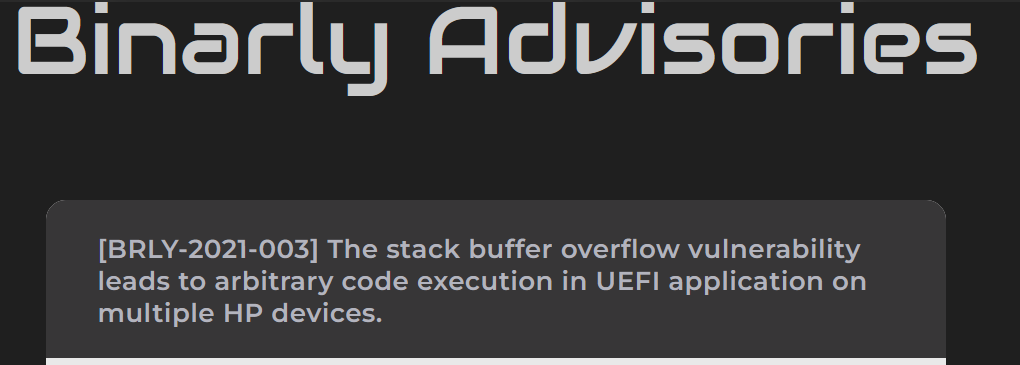 Binarly Advisories
[BRLY-2021-003] The stack buffer overflow vulnerability
leads to arbitrary code execution in UEFI application on
multiple HP devices.